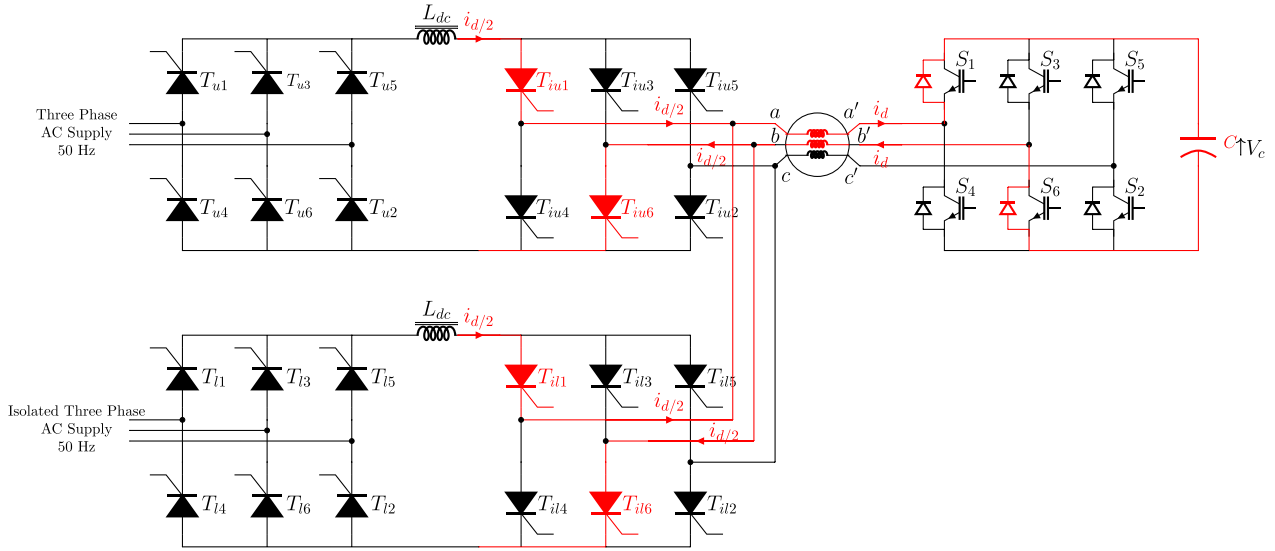 L_{dc} i_{d/2}
T_{u1} T_{u3} T_{u5} T_{iu1} T_{iu3} T_{iu5} S_1 S_3 S_5
Three Phase
AC Supply
50 Hz
i_{d/2} a a′ i_d
b b′
i_{d/2} c c′ i_d
C V_c
T_{u4} T_{u6} T_{u2} T_{iu4} T_{iu6} T_{iu2} S_4 S_6 S_2
L_{dc} i_{d/2}
T_{l1} T_{l3} T_{l5} T_{il1} T_{il3} T_{il5}
Isolated Three Phase
AC Supply
50 Hz
i_{d/2}
i_{d/2}
T_{l4} T_{l6} T_{l2} T_{il4} T_{il6} T_{il2}